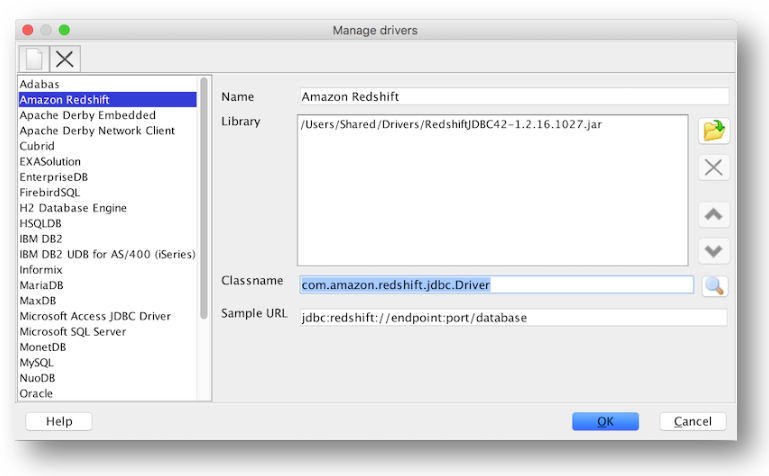 Manage drivers
Adabas
Amazon Redshift
Apache Derby Embedded
Apache Derby Network Client
Cubrid
EXASolution
EnterpriseDB
FirebirdSQL
H2 Database Engine
HSQLDB
IBM DB2
IBM DB2 UDB for AS/400 (iSeries)
Informix
MariaDB
MaxDB
Microsoft Access JDBC Driver
Microsoft SQL Server
MonetDB
MySQL
NuoDB
Oracle
Name Amazon Redshift
Library /Users/Shared/Drivers/RedshiftJDBC42-1.2.16.1027.jar
Classname com.amazon.redshift.jdbc.Driver
Sample URL jdbc:redshift://endpoint:port/database
Help OK Cancel